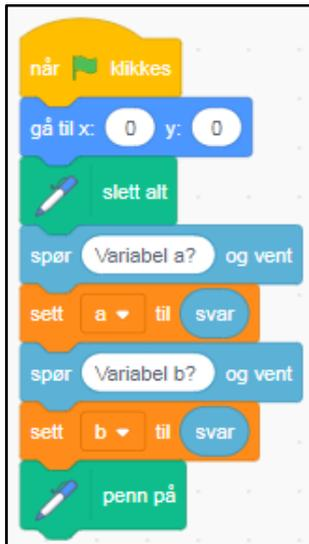 når klikkes
gå til x: 0 y: 0
slett alt
spør Variabel a? og vent
sett a til svar
spør Variabel b? og vent
sett b til svar
penn på